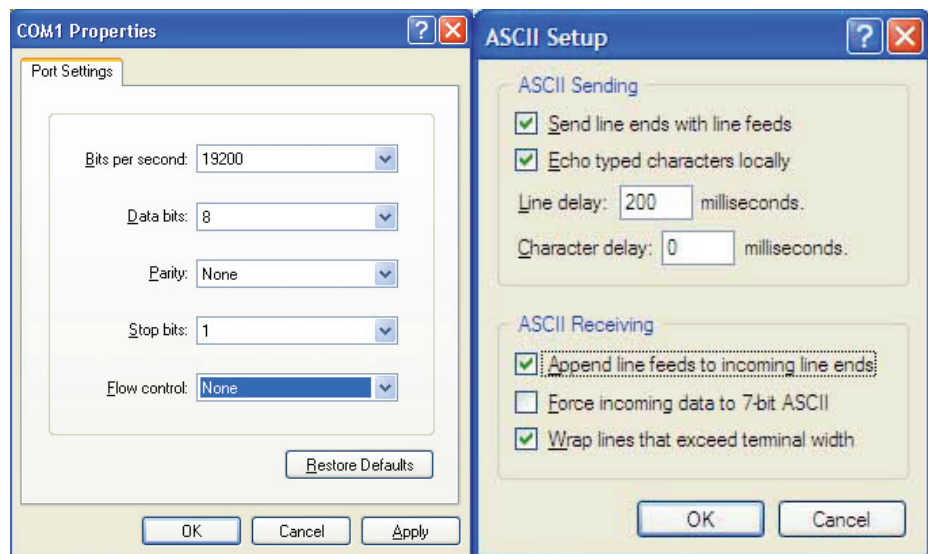 COM1 Properties
Port Settings
Bits per second: 19200
Data bits: 8
Parity: None
Stop bits: 1
Flow control: None
Restore Defaults
OK Cancel Apply
ASCII Setup
ASCII Sending
Send line ends with line feeds
Echo typed characters locally
Line delay: 200 milliseconds.
Character delay: 0 milliseconds.
ASCII Receiving
Append line feeds to incoming line ends
Force incoming data to 7-bit ASCII
Wrap lines that exceed terminal width
OK Cancel